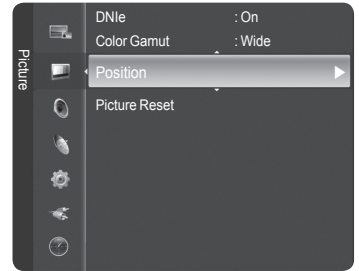 Picture
DNIe : On
Color Gamut : Wide
Position
Picture Reset